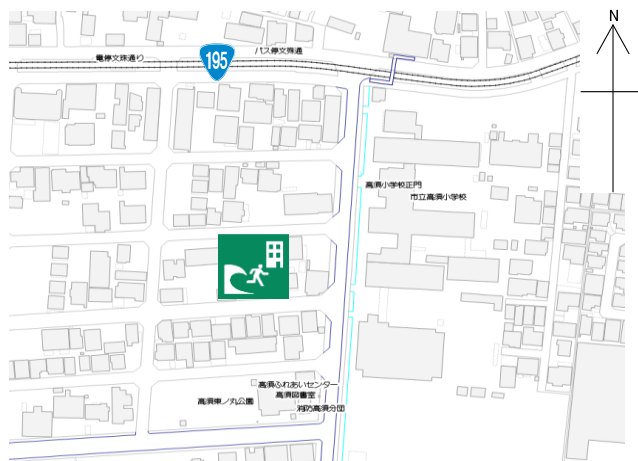 N
バス停文珠通
電停文珠通り
195
高須小学校正門
市立高須小学校
高須ふれあいセンター
高須図書室
高須東ノ丸公園
消防高須分団